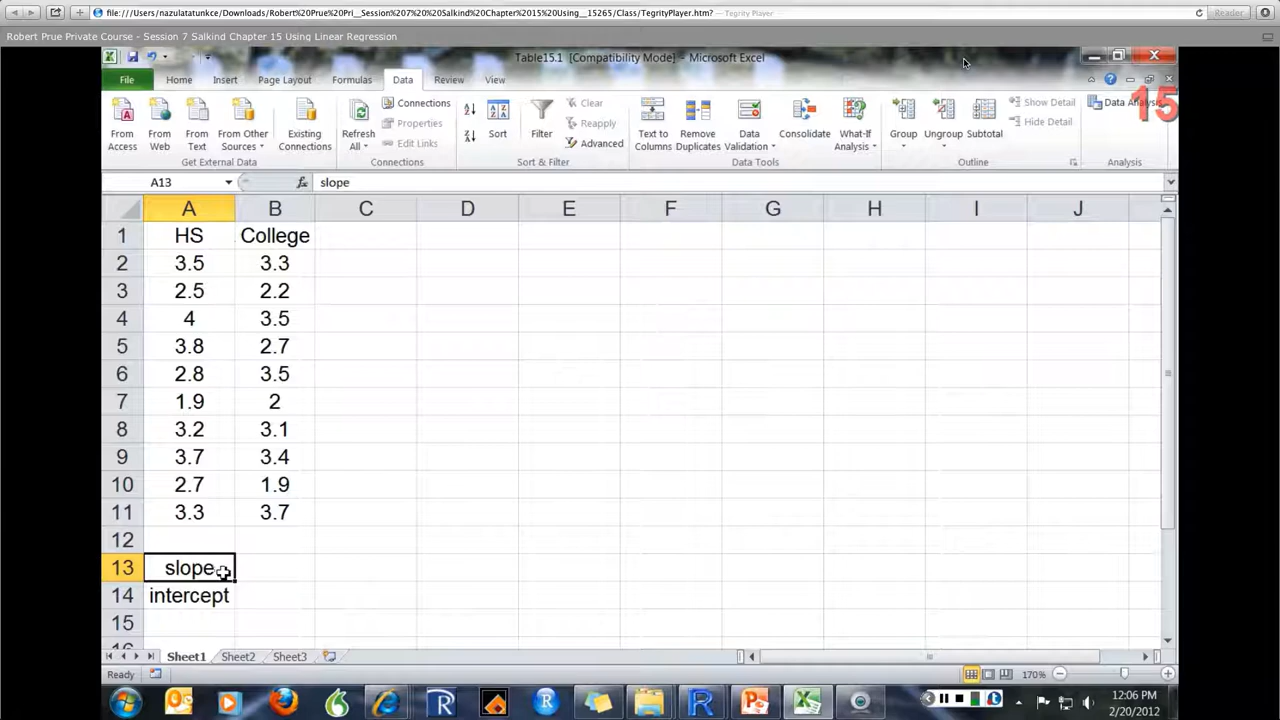 file:///Users/nazulatatunkce/Downloads/Robert%20Prue%20Pri__Session%207%20%20Salkind%20Chapter%2015%20Using__15265/Class/TegrityPlayer.htm? — Tegrity Player
Reader
Robert Prue Private Course - Session 7 Salkind Chapter 15 Using Linear Regression
Table15.1 [Compatibility Mode] - Microsoft Excel
File Home Insert Page Layout Formulas Data Review View
15
From Access
From Web
From Text
From Other Sources
Existing Connections
Get External Data
Refresh All
Connections
Properties
Edit Links
Connections
Sort
Filter
Clear
Reapply
Advanced
Sort & Filter
Text to Columns
Remove Duplicates
Data Validation
Consolidate
What-If Analysis
Data Tools
Group
Ungroup
Subtotal
Show Detail
Hide Detail
Outline
Data Analysis
Analysis
A13 fx slope
A B C D E F G H I J
1 HS College
2 3.5 3.3
3 2.5 2.2
4 4 3.5
5 3.8 2.7
6 2.8 3.5
7 1.9 2
8 3.2 3.1
9 3.7 3.4
10 2.7 1.9
11 3.3 3.7
12
13 slope
14 intercept
15
16
Sheet1 Sheet2 Sheet3
Ready 170%
12:06 PM
2/20/2012